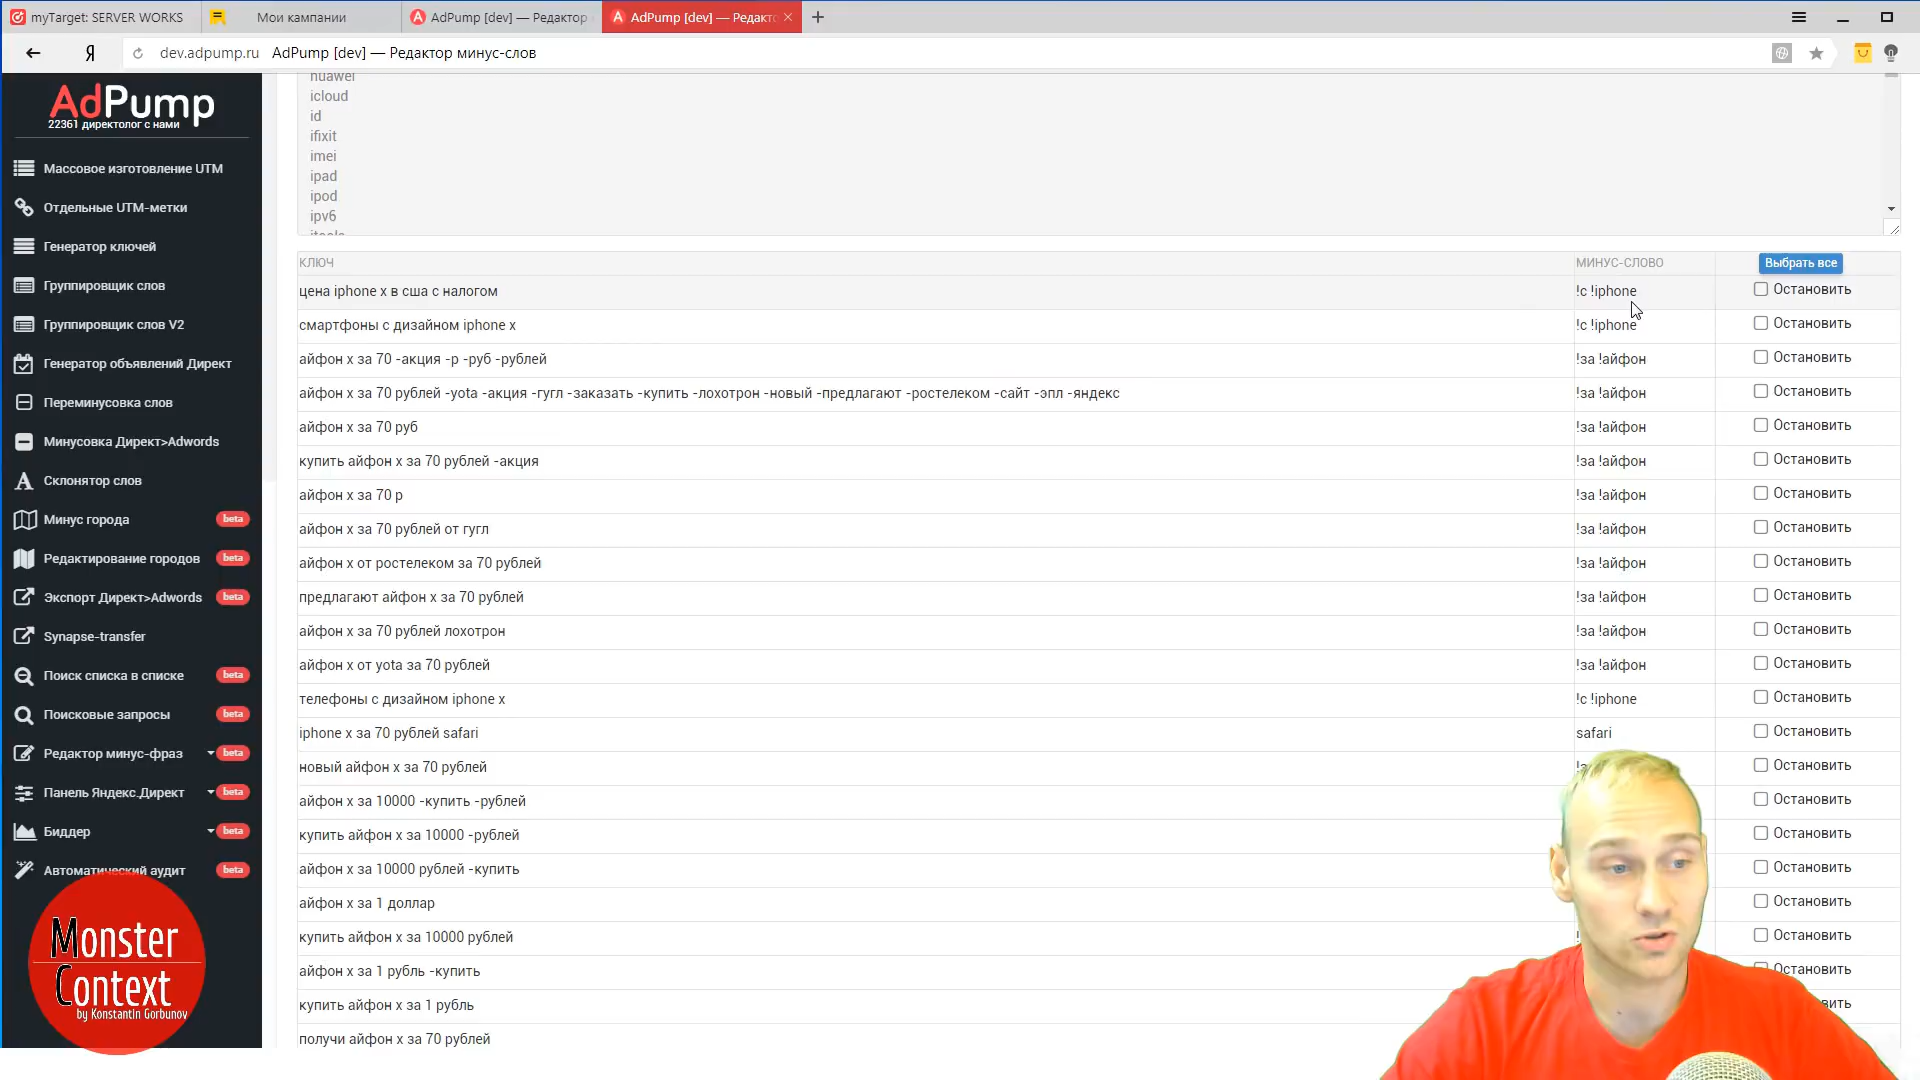 myTarget: SERVER WORKS
Мои кампании
AdPump [dev] — Редактор
AdPump [dev] — Редакто
dev.adpump.ru AdPump [dev] — Редактор минус-слов
AdPump
22361 директолог с нами
Массовое изготовление UTM
Отдельные UTM-метки
Генератор ключей
Группировщик слов
Группировщик слов V2
Генератор объявлений Директ
Переминусовка слов
Минусовка Директ>Adwords
Склонятор слов
Минус города beta
Редактирование городов beta
Экспорт Директ>Adwords beta
Synapse-transfer
Поиск списка в списке beta
Поисковые запросы beta
Редактор минус-фраз beta
Панель Яндекс.Директ beta
Биддер beta
Автоматический аудит beta
Monster
Context
by Konstantin Gorbunov
huawei
icloud
id
ifixit
imei
ipad
ipod
ipv6
КЛЮЧ МИНУС-СЛОВО Выбрать все
цена iphone x в сша с налогом !с !iphone Остановить
смартфоны с дизайном iphone x !с !iphone Остановить
айфон х за 70 -акция -р -руб -рублей !за !айфон Остановить
айфон х за 70 рублей -yota -акция -гугл -заказать -купить -лохотрон -новый -предлагают -ростелеком -сайт -эпл -яндекс !за !айфон Остановить
айфон х за 70 руб !за !айфон Остановить
купить айфон х за 70 рублей -акция !за !айфон Остановить
айфон х за 70 р !за !айфон Остановить
айфон х за 70 рублей от гугл !за !айфон Остановить
айфон х от ростелеком за 70 рублей !за !айфон Остановить
предлагают айфон х за 70 рублей !за !айфон Остановить
айфон х за 70 рублей лохотрон !за !айфон Остановить
айфон х от yota за 70 рублей !за !айфон Остановить
телефоны с дизайном iphone x !с !iphone Остановить
iphone x за 70 рублей safari safari Остановить
новый айфон х за 70 рублей Остановить
айфон х за 10000 -купить -рублей Остановить
купить айфон х за 10000 -рублей Остановить
айфон х за 10000 рублей -купить Остановить
айфон х за 1 доллар Остановить
купить айфон х за 10000 рублей Остановить
айфон х за 1 рубль -купить Остановить
купить айфон х за 1 рубль
получи айфон х за 70 рублей